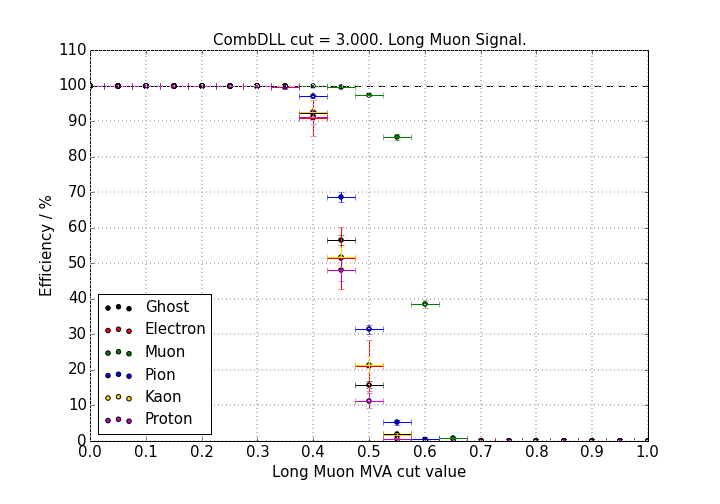 CombDLL cut = 3.000. Long Muon Signal.
110
100
90
80
70
60
50
40
30
20
10
0
Efficiency / %
Ghost
Electron
Muon
Pion
Kaon
Proton
0.0 0.1 0.2 0.3 0.4 0.5 0.6 0.7 0.8 0.9 1.0
Long Muon MVA cut value